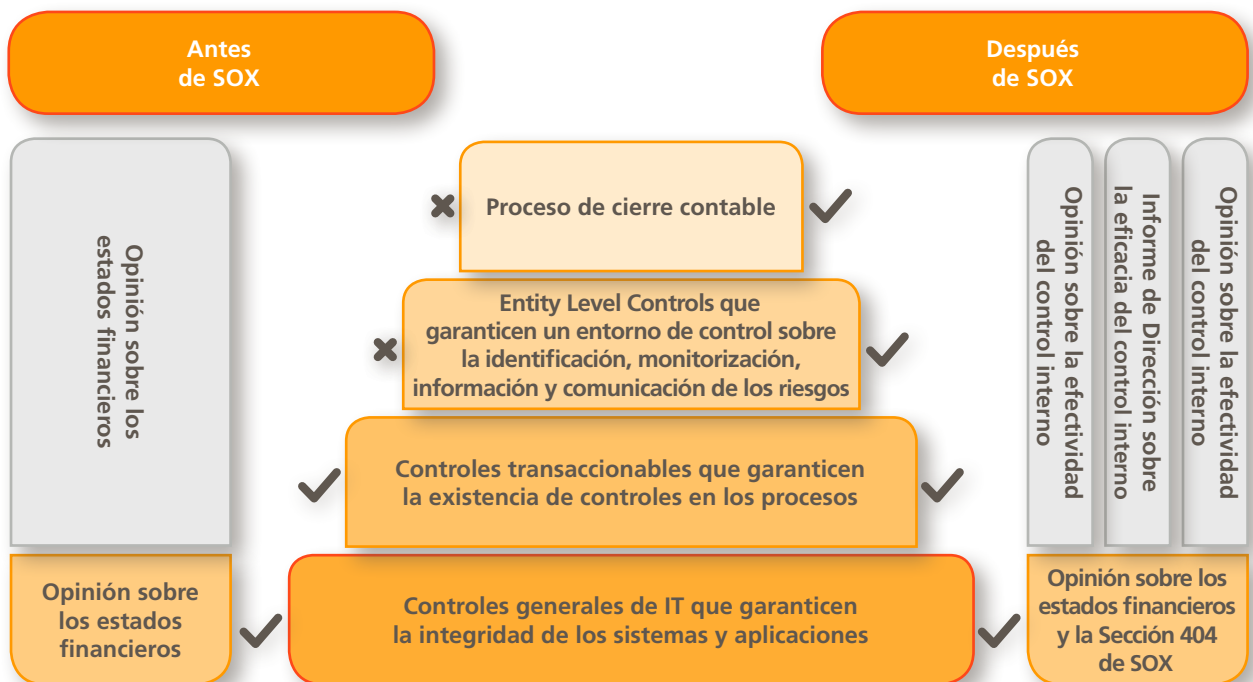 Antes
de SOX
Después
de SOX
Opinión sobre los
estados financieros
Proceso de cierre contable
Entity Level Controls que
garanticen un entorno de control sobre
la identificación, monitorización,
información y comunicación de los riesgos
Controles transaccionables que garanticen
la existencia de controles en los procesos
Controles generales de IT que garanticen
la integridad de los sistemas y aplicaciones
Opinión sobre
los estados
financieros
Opinión sobre la efectividad
del control interno
Informe de Dirección sobre
la eficacia del control interno
Opinión sobre la efectividad
del control interno
Opinión sobre los
estados financieros
y la Sección 404
de SOX